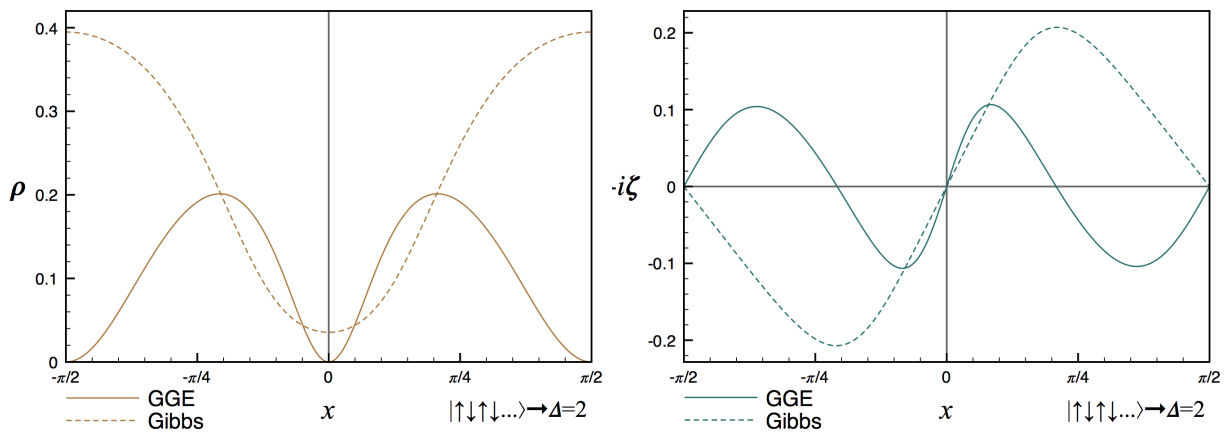 0.4
0.3
ρ
0.2
0.1
0
-π/2
-π/4
0
π/4
π/2
GGE
Gibbs
x
|↑↓↑↓...⟩→Δ=2
0.2
0.1
-iζ
0
-0.1
-0.2
-π/2
-π/4
0
π/4
π/2
GGE
Gibbs
x
|↑↓↑↓...⟩→Δ=2